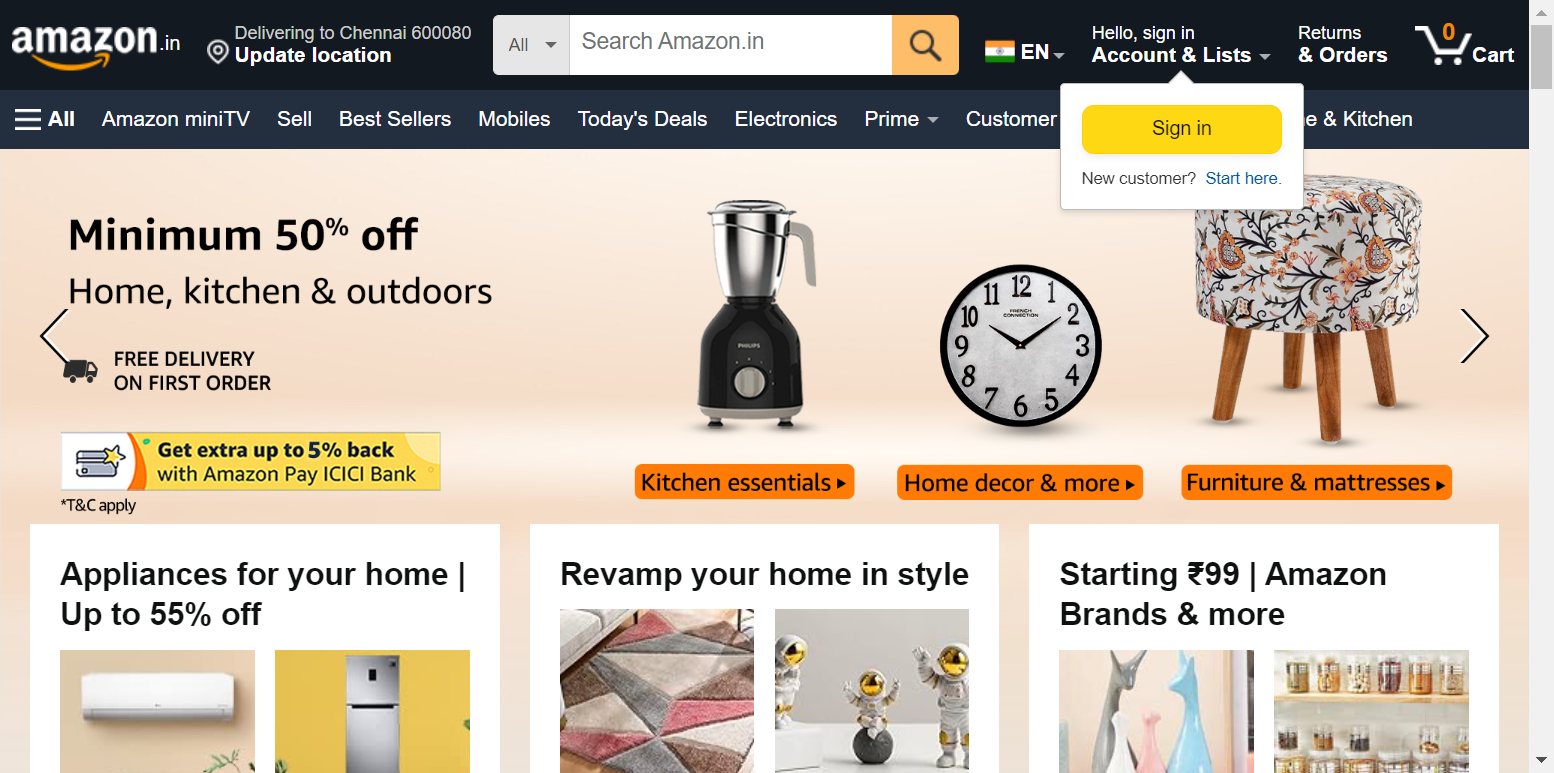 amazon.in
Delivering to Chennai 600080
Update location
All
Search Amazon.in
EN
Hello, sign in
Account & Lists
Returns
& Orders
0
Cart
All
Amazon miniTV
Sell
Best Sellers
Mobiles
Today's Deals
Electronics
Prime
Customer
e & Kitchen
Sign in
New customer? Start here.
Minimum 50% off
Home, kitchen & outdoors
FREE DELIVERY
ON FIRST ORDER
Get extra up to 5% back
with Amazon Pay ICICI Bank
*T&C apply
PHILIPS
12
11
1
10
2
9
3
8
4
7
6
5
FRENCH
CONNECTION
Kitchen essentials
Home decor & more
Furniture & mattresses
Appliances for your home |
Up to 55% off
Revamp your home in style
Starting ₹99 | Amazon
Brands & more